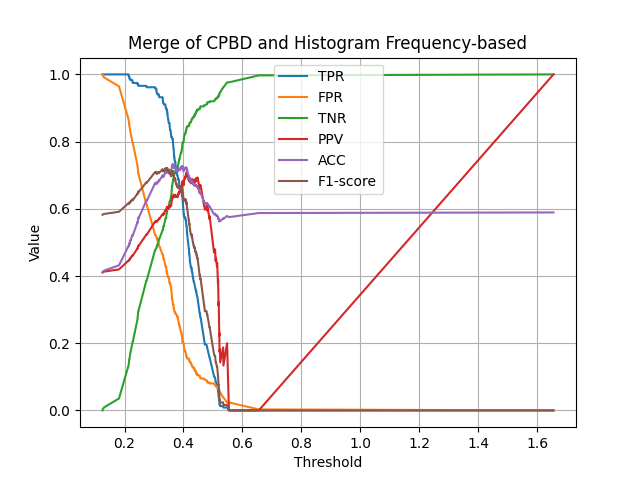 Merge of CPBD and Histogram Frequency-based
1.0
0.8
0.6
0.4
0.2
0.0
Value
TPR
FPR
TNR
PPV
ACC
F1-score
0.2 0.4 0.6 0.8 1.0 1.2 1.4 1.6
Threshold